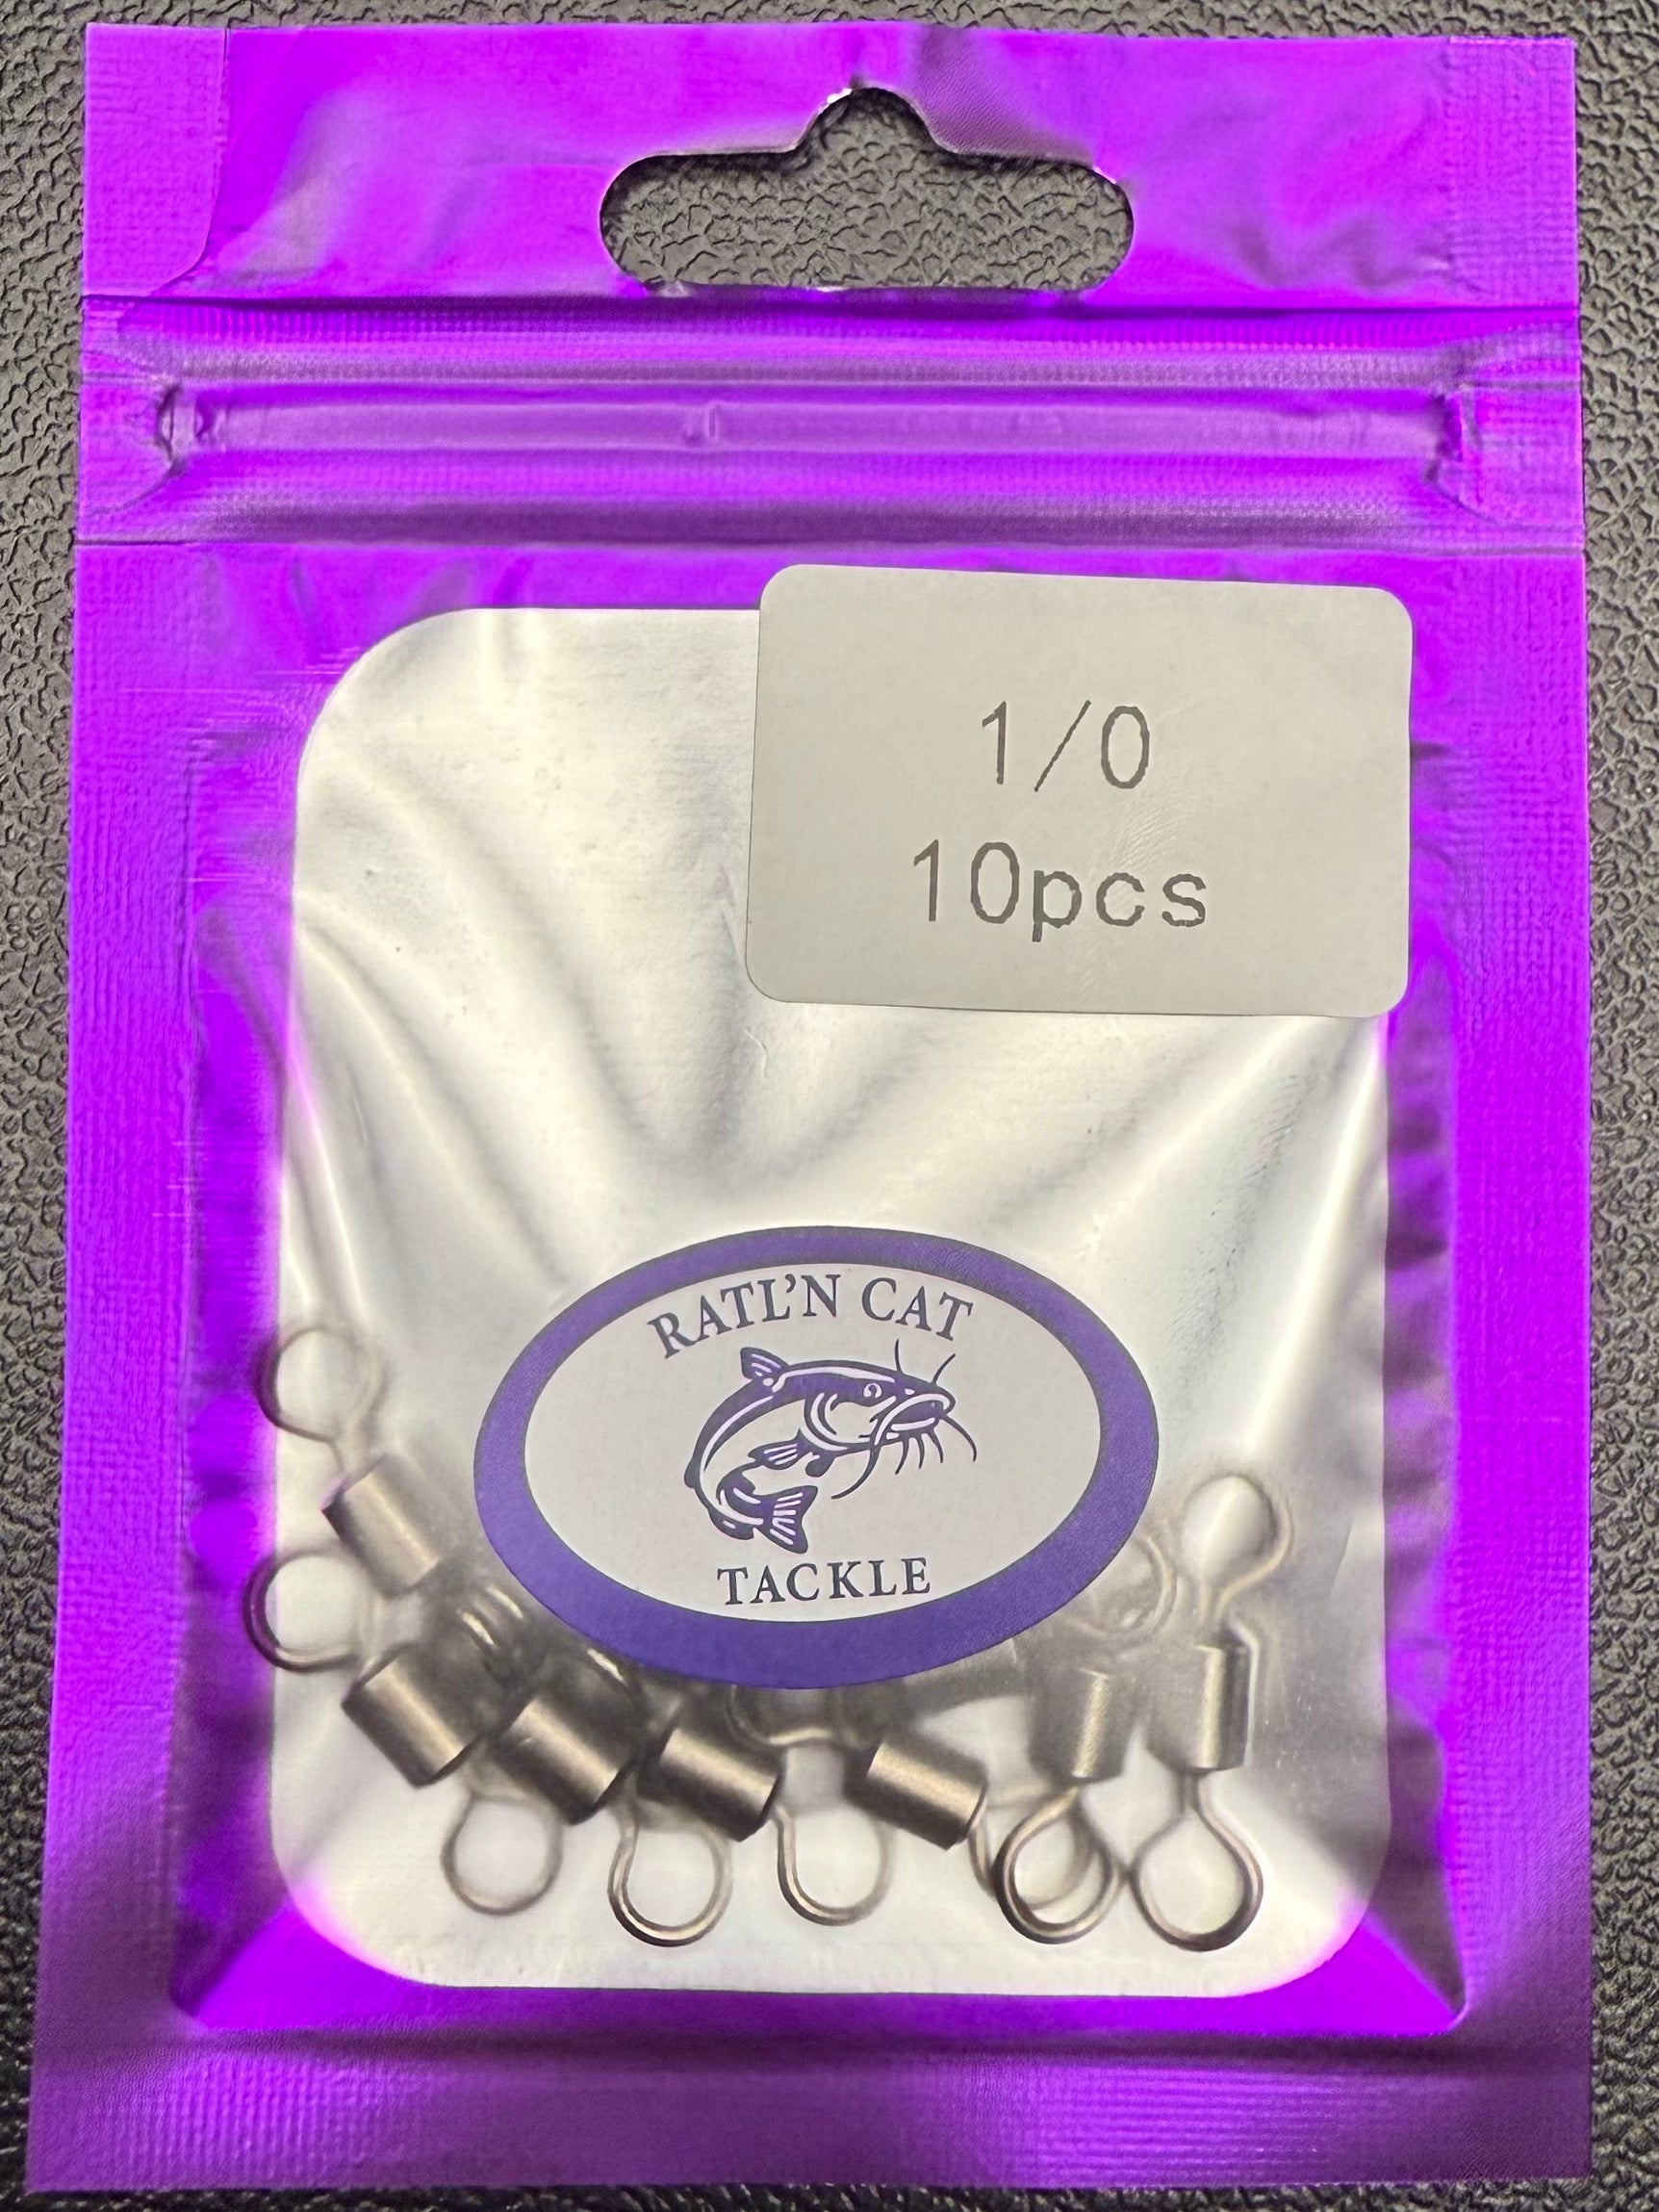 1/0
10pcs
RATL'N CAT
TACKLE